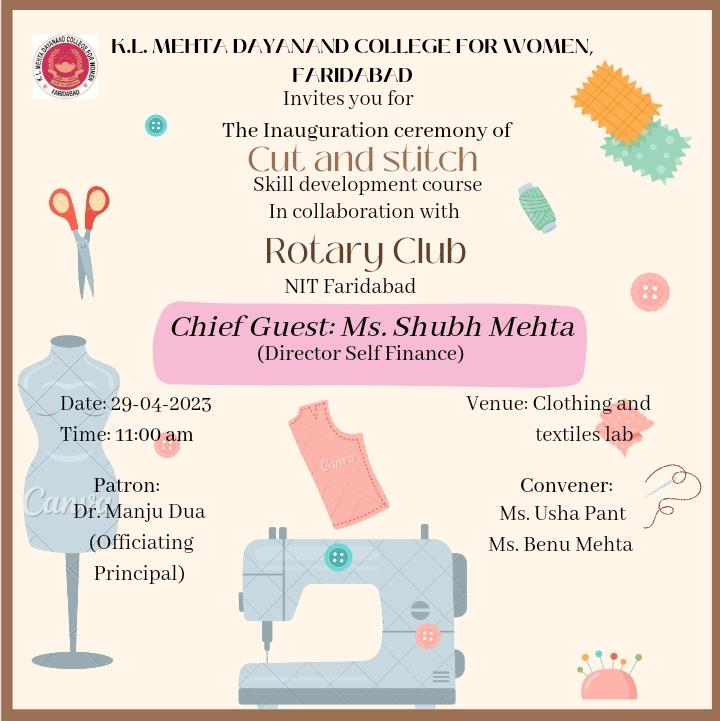 K.L. MEHTA DAYANAND COLLEGE FOR WOMEN,
FARIDABAD
Invites you for
The Inauguration ceremony of
Cut and stitch
Skill development course
In collaboration with
Rotary Club
NIT Faridabad
Chief Guest: Ms. Shubh Mehta
(Director Self Finance)
Date: 29-04-2023
Time: 11:00 am
Venue: Clothing and
textiles lab
Patron:
Dr. Manju Dua
(Officiating
Principal)
Convener:
Ms. Usha Pant
Ms. Benu Mehta
K. L. MEHTA DAYANAND COLLEGE FOR WOMEN
FARIDABAD
Canva
Canva